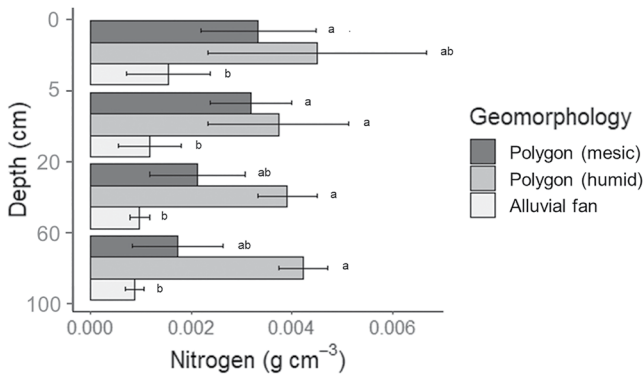 0
a
ab
b
5
a
a
b
20
ab
a
b
60
ab
a
b
100
Depth (cm)
0.000 0.002 0.004 0.006
Nitrogen (g cm⁻³)
Geomorphology
Polygon (mesic)
Polygon (humid)
Alluvial fan